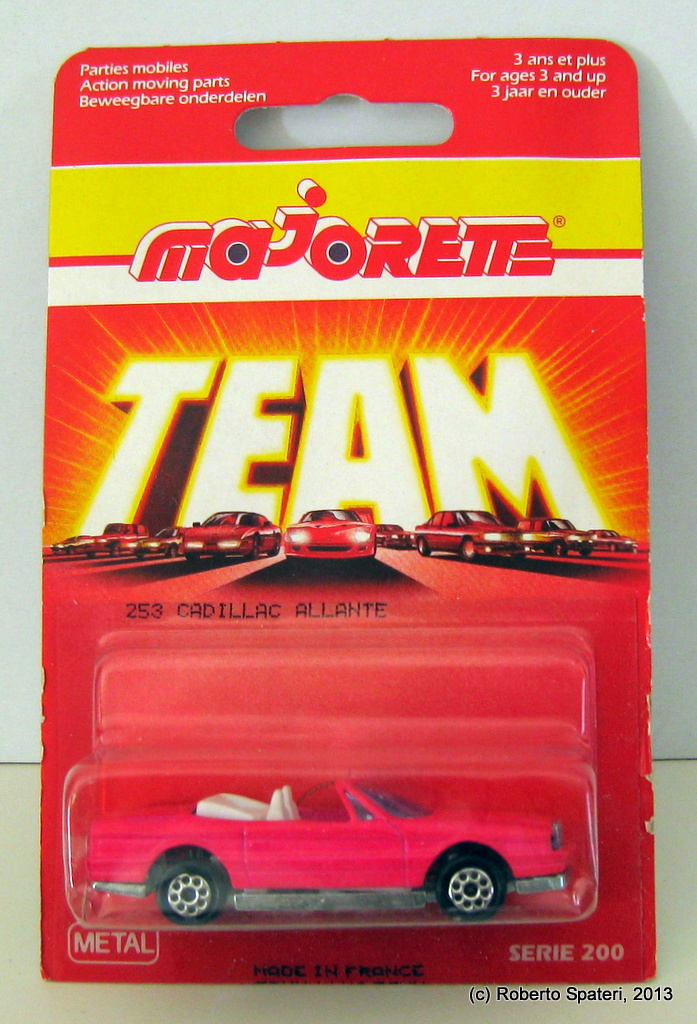 Parties mobiles
Action moving parts
Beweegbare onderdelen
3 ans et plus
For ages 3 and up
3 jaar en ouder
majoRETTE®
TEAM
253 CADILLAC ALLANTE
METAL
SERIE 200
MADE IN FRANCE
(c) Roberto Spateri, 2013